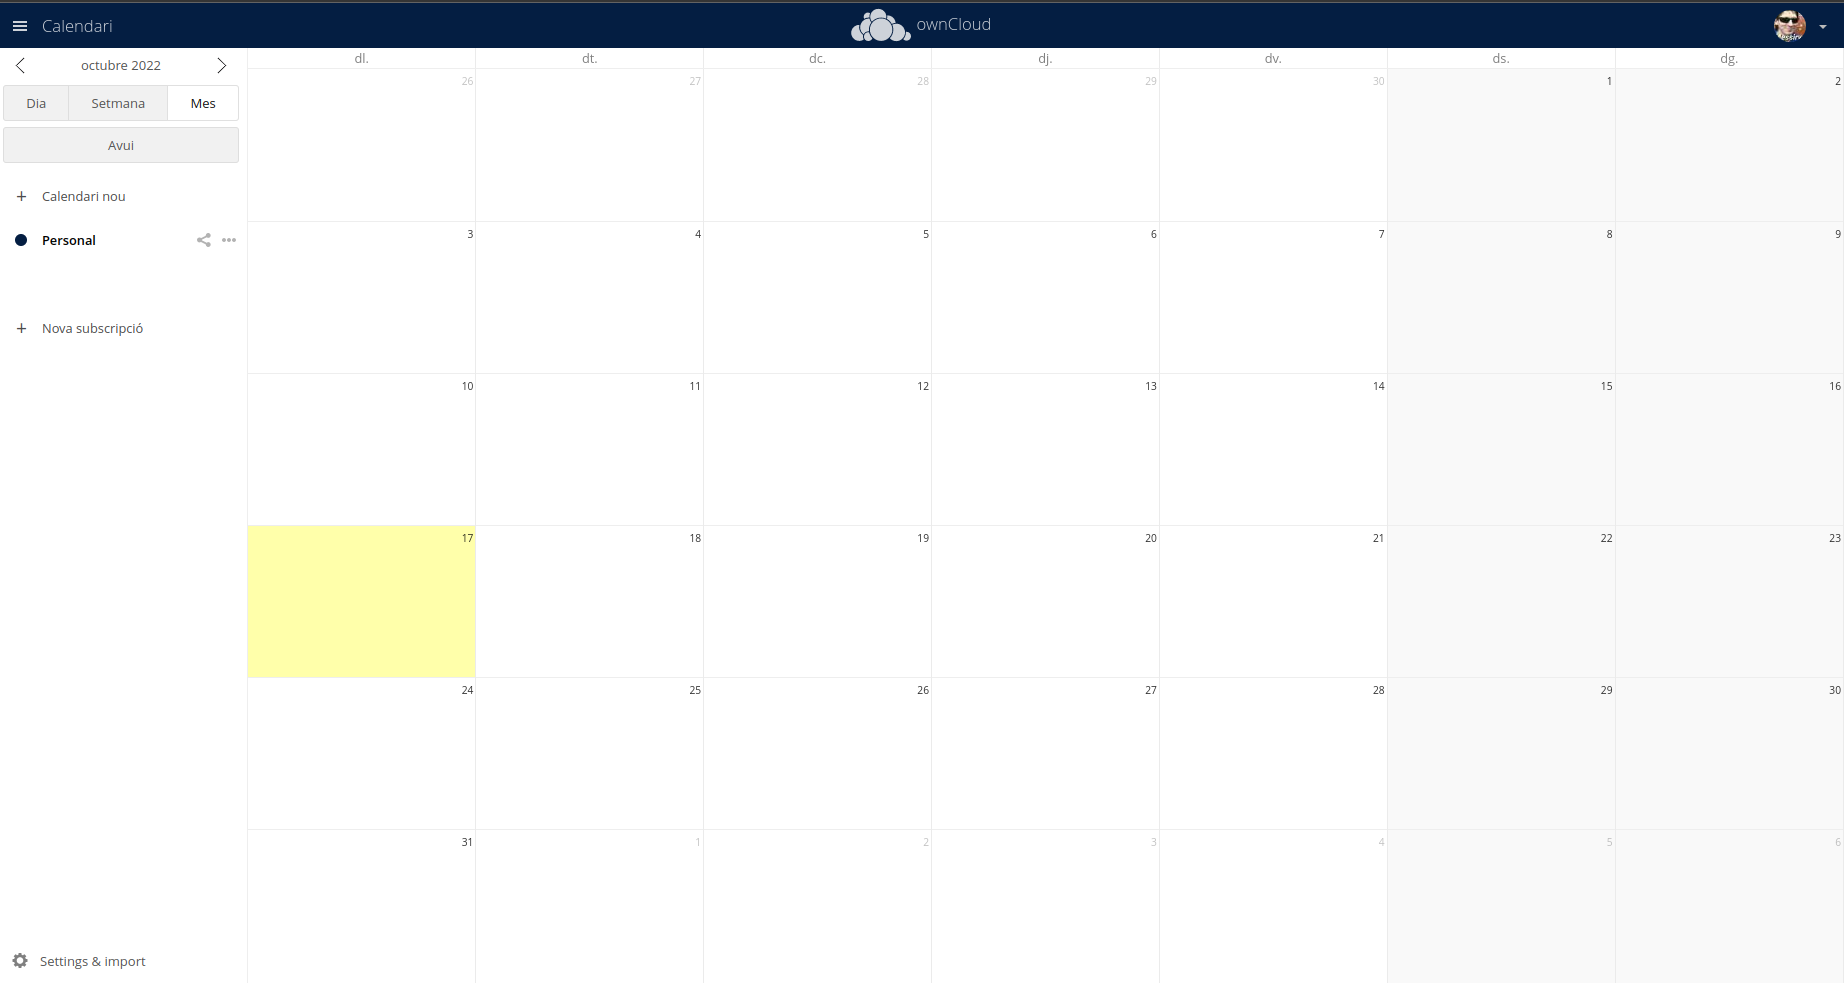 Calendari
ownCloud
octubre 2022
Dia Setmana Mes
Avui
+ Calendari nou
Personal
+ Nova subscripció
Settings & import
dl. dt. dc. dj. dv. ds. dg.
26 27 28 29 30 1 2
3 4 5 6 7 8 9
10 11 12 13 14 15 16
17 18 19 20 21 22 23
24 25 26 27 28 29 30
31 1 2 3 4 5 6